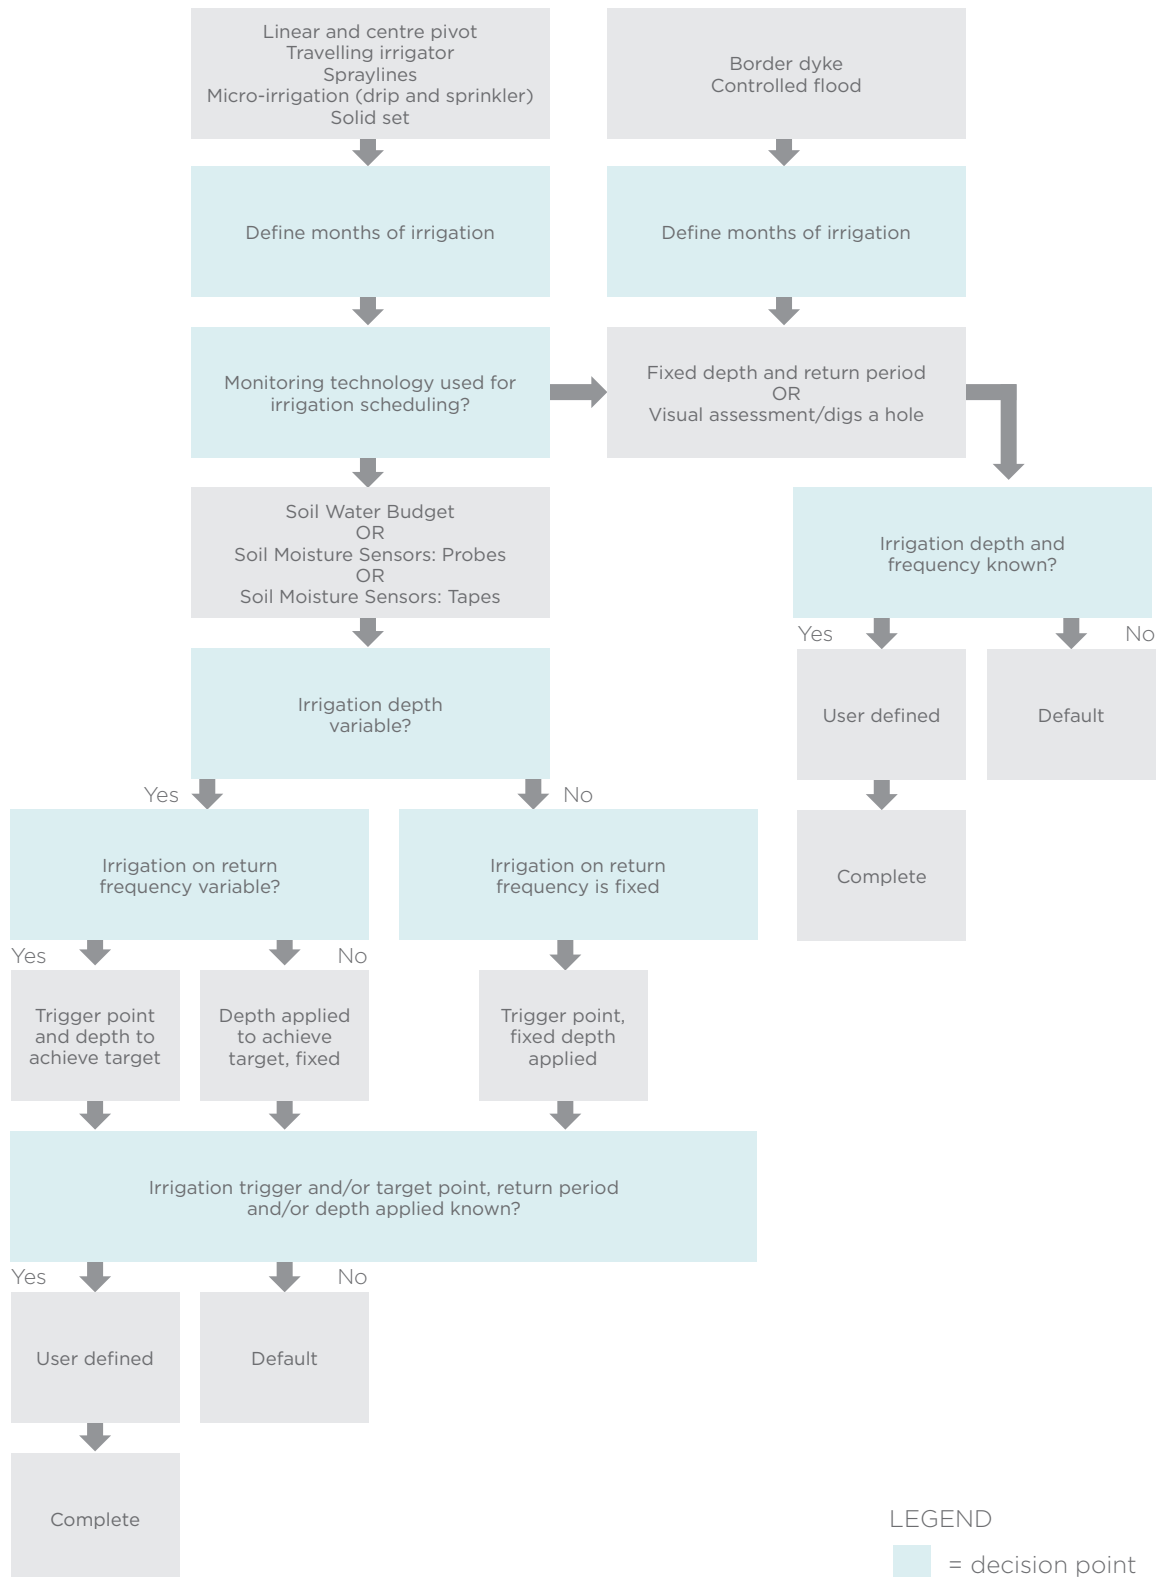 Linear and centre pivot
Travelling irrigator
Spraylines
Micro-irrigation (drip and sprinkler)
Solid set
Border dyke
Controlled flood
Define months of irrigation
Define months of irrigation
Monitoring technology used for
irrigation scheduling?
Fixed depth and return period
OR
Visual assessment/digs a hole
Soil Water Budget
OR
Soil Moisture Sensors: Probes
OR
Soil Moisture Sensors: Tapes
Irrigation depth and
frequency known?
Yes
No
User defined
Default
Complete
Irrigation depth
variable?
Yes
No
Irrigation on return
frequency variable?
Irrigation on return
frequency is fixed
Yes
No
Trigger point
and depth to
achieve target
Depth applied
to achieve
target, fixed
Trigger point,
fixed depth
applied
Irrigation trigger and/or target point, return period
and/or depth applied known?
Yes
No
User defined
Default
Complete
LEGEND
= decision point